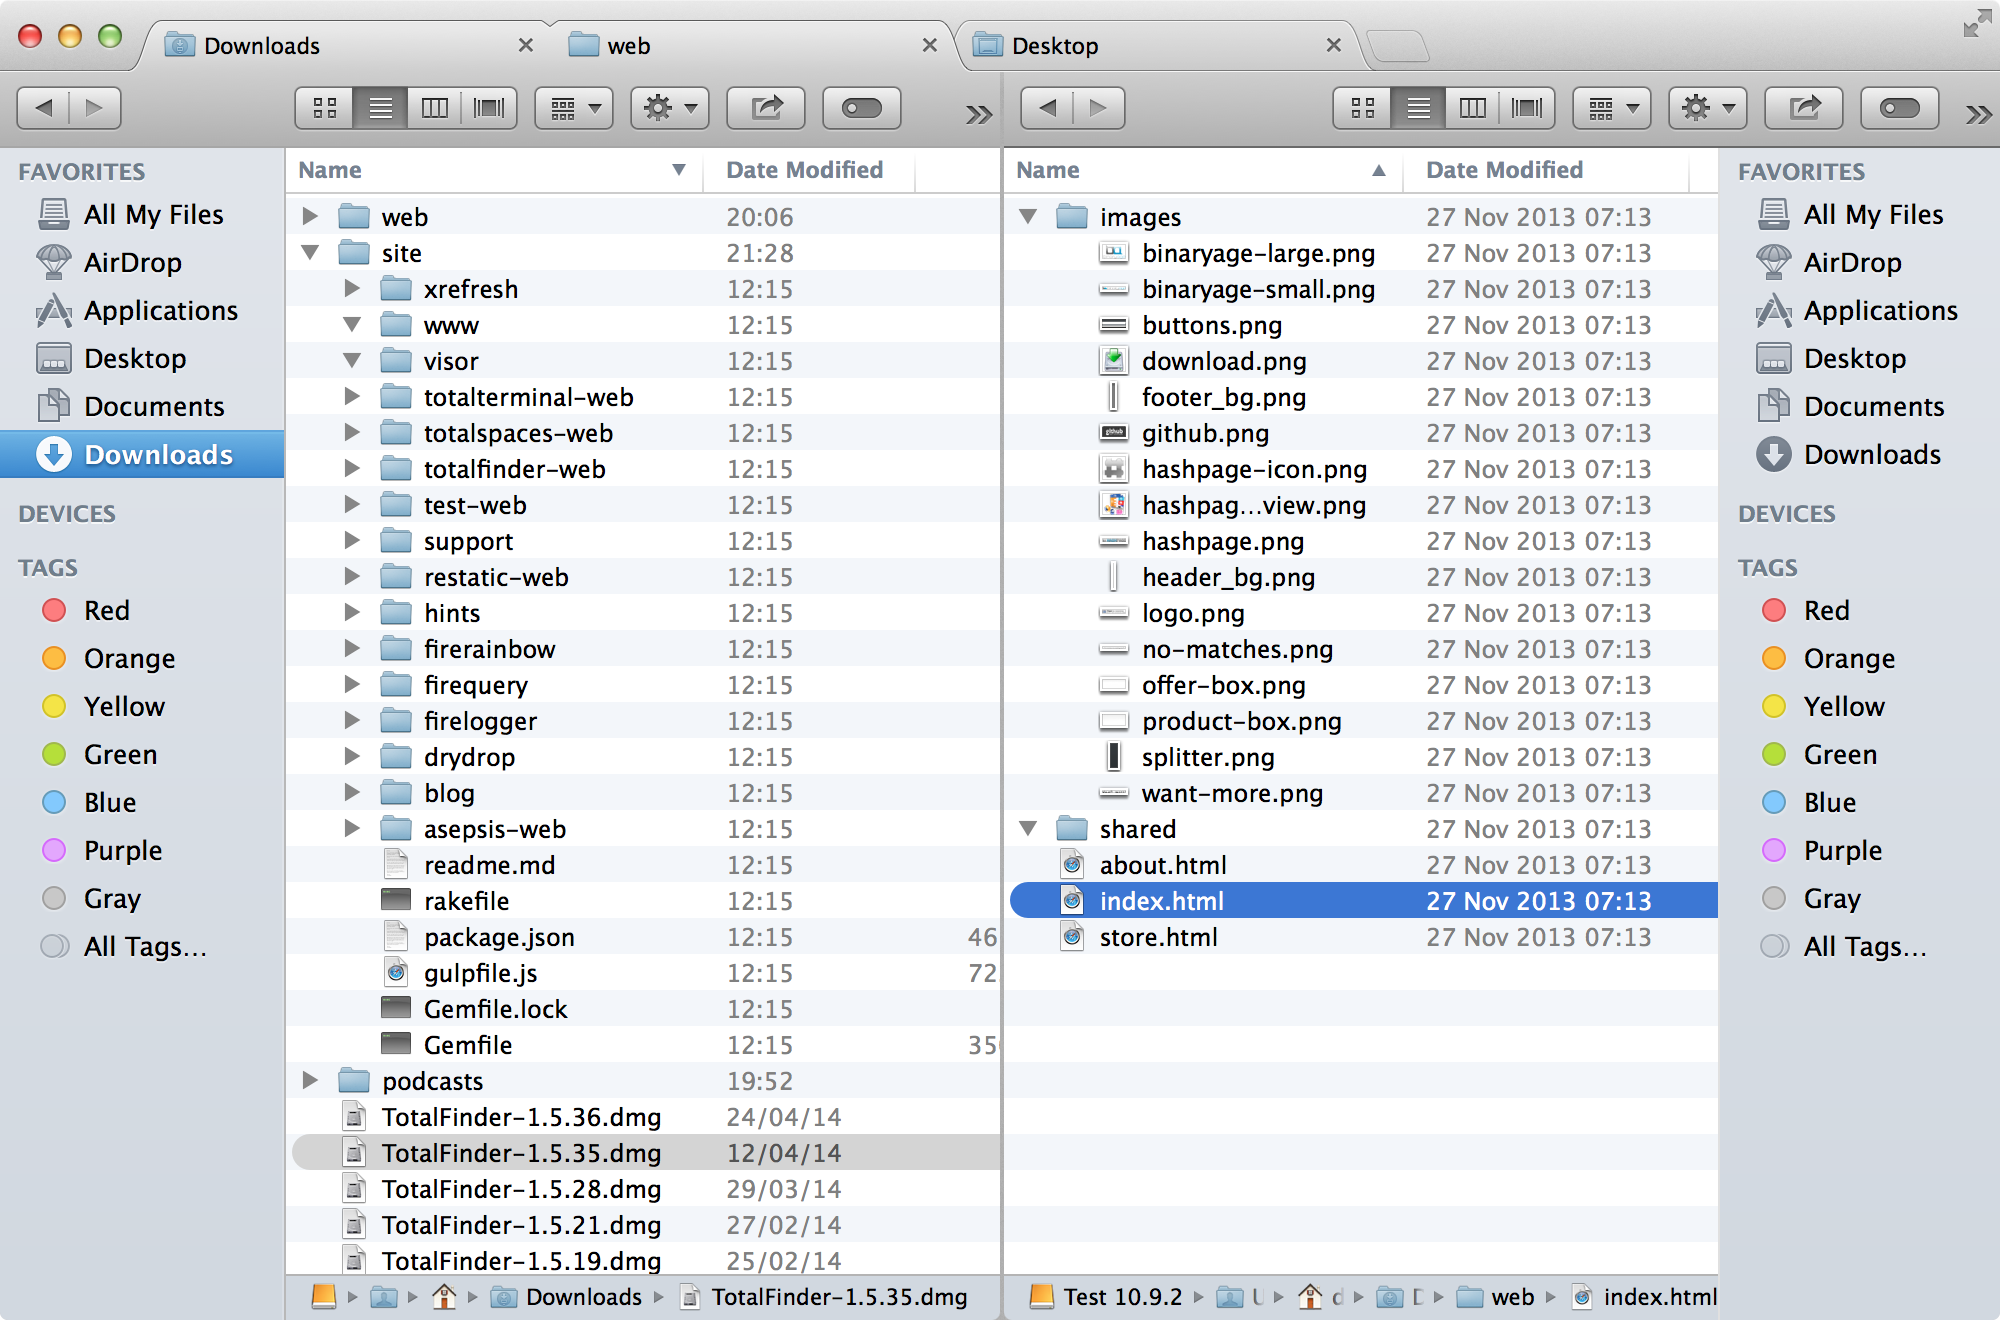 Downloads
web
Desktop
FAVORITES
All My Files
AirDrop
Applications
Desktop
Documents
Downloads
DEVICES
TAGS
Red
Orange
Yellow
Green
Blue
Purple
Gray
All Tags...
Name Date Modified
web 20:06
site 21:28
xrefresh 12:15
www 12:15
visor 12:15
totalterminal-web 12:15
totalspaces-web 12:15
totalfinder-web 12:15
test-web 12:15
support 12:15
restatic-web 12:15
hints 12:15
firerainbow 12:15
firequery 12:15
firelogger 12:15
drydrop 12:15
blog 12:15
asepsis-web 12:15
readme.md 12:15
rakefile 12:15
package.json 12:15 46
gulpfile.js 12:15 72
Gemfile.lock 12:15
Gemfile 12:15 35
podcasts 19:52
TotalFinder-1.5.36.dmg 24/04/14
TotalFinder-1.5.35.dmg 12/04/14
TotalFinder-1.5.28.dmg 29/03/14
TotalFinder-1.5.21.dmg 27/02/14
TotalFinder-1.5.19.dmg 25/02/14
Downloads TotalFinder-1.5.35.dmg
Name Date Modified
images 27 Nov 2013 07:13
binaryage-large.png 27 Nov 2013 07:13
binaryage-small.png 27 Nov 2013 07:13
buttons.png 27 Nov 2013 07:13
download.png 27 Nov 2013 07:13
footer_bg.png 27 Nov 2013 07:13
github.png 27 Nov 2013 07:13
hashpage-icon.png 27 Nov 2013 07:13
hashpag...view.png 27 Nov 2013 07:13
hashpage.png 27 Nov 2013 07:13
header_bg.png 27 Nov 2013 07:13
logo.png 27 Nov 2013 07:13
no-matches.png 27 Nov 2013 07:13
offer-box.png 27 Nov 2013 07:13
product-box.png 27 Nov 2013 07:13
splitter.png 27 Nov 2013 07:13
want-more.png 27 Nov 2013 07:13
shared 27 Nov 2013 07:13
about.html 27 Nov 2013 07:13
index.html 27 Nov 2013 07:13
store.html 27 Nov 2013 07:13
Test 10.9.2 web index.html
FAVORITES
All My Files
AirDrop
Applications
Desktop
Documents
Downloads
DEVICES
TAGS
Red
Orange
Yellow
Green
Blue
Purple
Gray
All Tags...